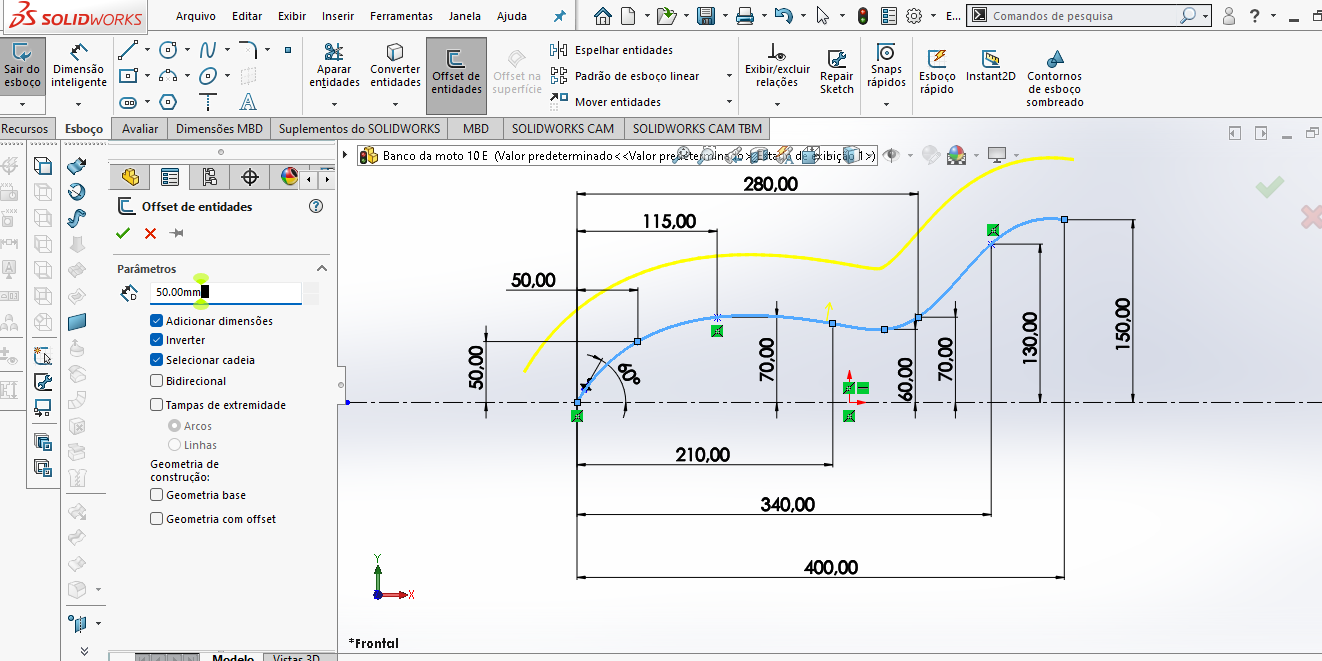 SOLIDWORKS
Arquivo Editar Exibir Inserir Ferramentas Janela Ajuda
E... Comandos de pesquisa
Sair do esboço
Dimensão inteligente
Aparar entidades
Converter entidades
Offset de entidades
Offset na superfície
Espelhar entidades
Padrão de esboço linear
Mover entidades
Exibir/excluir relações
Repair Sketch
Snaps rápidos
Esboço rápido
Instant2D
Contornos de esboço sombreado
Recursos Esboço Avaliar Dimensões MBD Suplementos do SOLIDWORKS MBD SOLIDWORKS CAM SOLIDWORKS CAM TBM
Banco da moto 10 E (Valor predeterminado<<Valor predeterminado>_Estado de exibição 1>)
Offset de entidades
Parâmetros
50.00mm
Adicionar dimensões
Inverter
Selecionar cadeia
Bidirecional
Tampas de extremidade
Arcos
Linhas
Geometria de
construção:
Geometria base
Geometria com offset
280,00
115,00
50,00
50,00
60°
70,00
60,00
70,00
130,00
150,00
210,00
340,00
400,00
Y
X
*Frontal
Modelo Vistas 3D